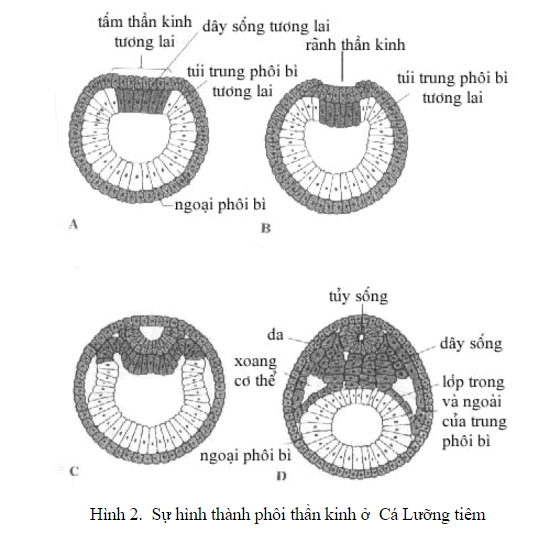 tấm thần kinh
tương lai
dây sống tương lai
túi trung phôi bì
tương lai
rãnh thần kinh
túi trung phôi bì
tương lai
ngoại phôi bì
A
B
tủy sống
da
dây sống
xoang
cơ thể
lớp trong
và ngoài
của trung
phôi bì
ngoại phôi bì
C
D
Hình 2. Sự hình thành phôi thần kinh ở Cá Lưỡng tiêm